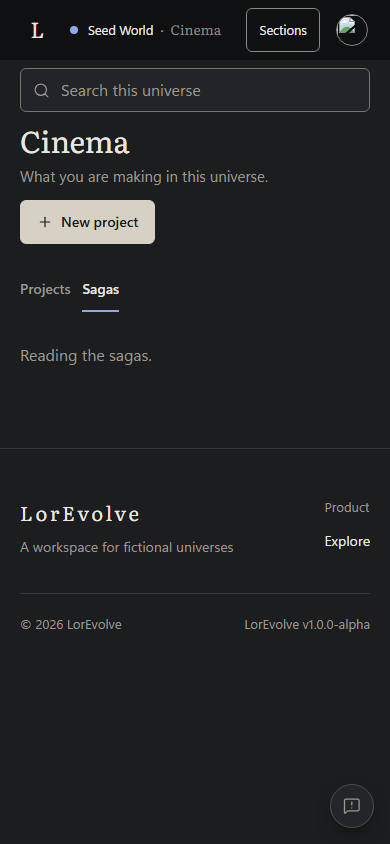 L
Seed World · Cinema
Sections
Search this universe
Cinema
What you are making in this universe.
New project
Projects
Sagas
Reading the sagas.
LorEvolve
A workspace for fictional universes
Product
Explore
© 2026 LorEvolve
LorEvolve v1.0.0-alpha